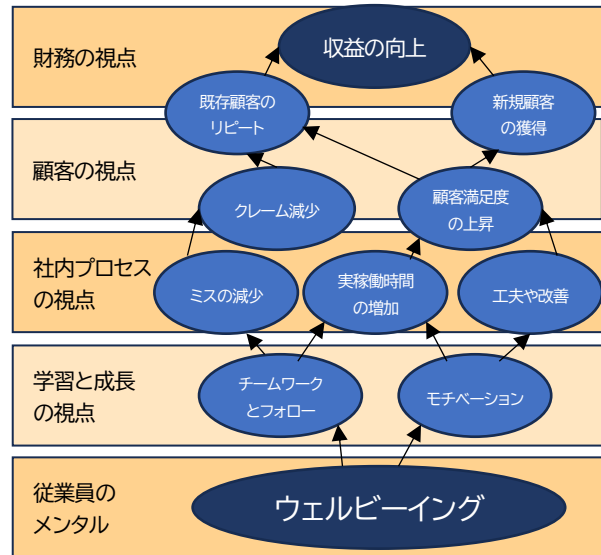 財務の視点
収益の向上
既存顧客の
リピート
新規顧客
の獲得
顧客の視点
クレーム減少
顧客満足度
の上昇
社内プロセス
の視点
ミスの減少
実稼働時間
の増加
工夫や改善
学習と成長
の視点
チームワーク
とフォロー
モチベーション
従業員の
メンタル
ウェルビーイング